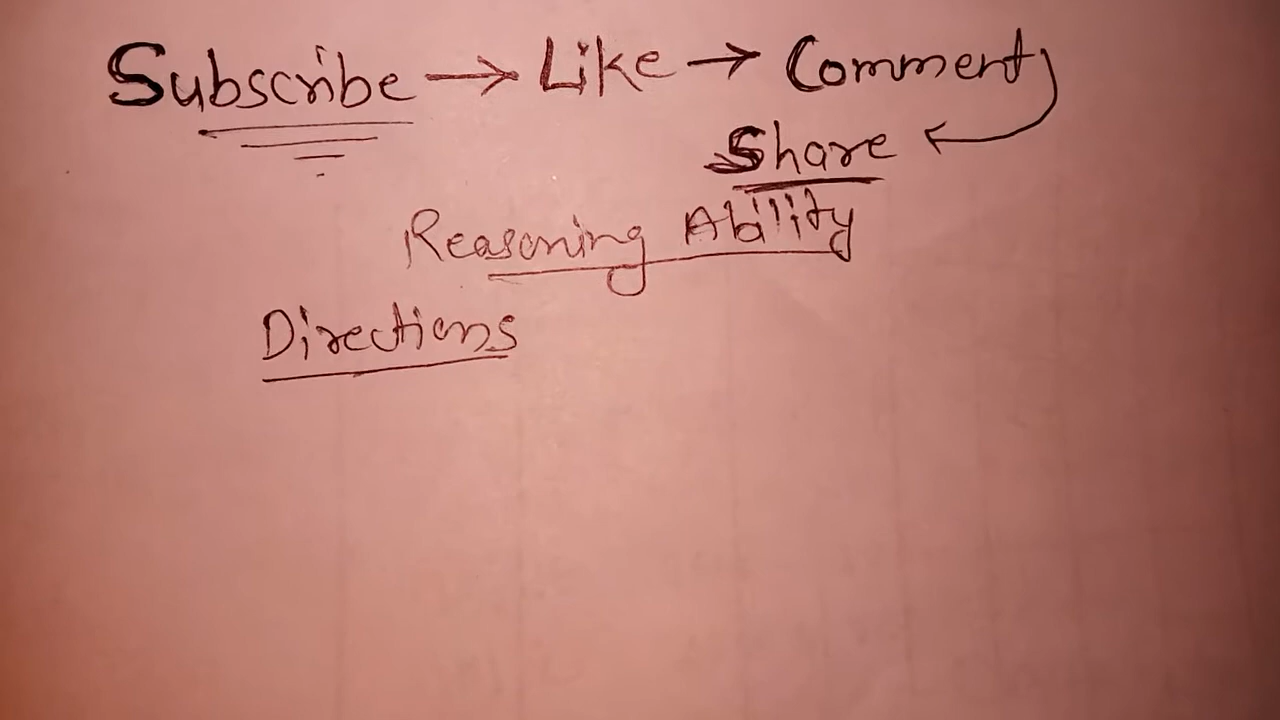 Subscribe → Like → Comment
Share ←
Reasoning Ability
Directions